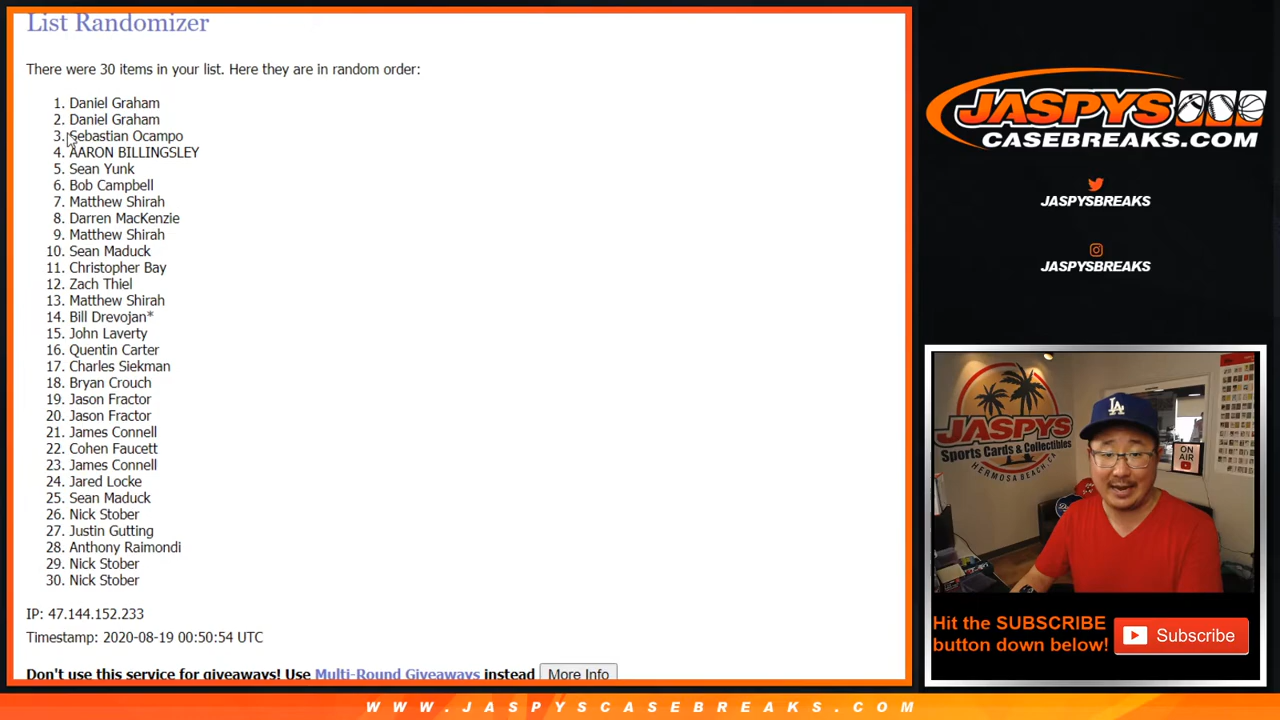 List Randomizer
There were 30 items in your list. Here they are in random order:
1. Daniel Graham
2. Daniel Graham
3. Sebastian Ocampo
4. AARON BILLINGSLEY
5. Sean Yunk
6. Bob Campbell
7. Matthew Shirah
8. Darren MacKenzie
9. Matthew Shirah
10. Sean Maduck
11. Christopher Bay
12. Zach Thiel
13. Matthew Shirah
14. Bill Drevojan*
15. John Laverty
16. Quentin Carter
17. Charles Siekman
18. Bryan Crouch
19. Jason Fractor
20. Jason Fractor
21. James Connell
22. Cohen Faucett
23. James Connell
24. Jared Locke
25. Sean Maduck
26. Nick Stober
27. Justin Gutting
28. Anthony Raimondi
29. Nick Stober
30. Nick Stober
IP: 47.144.152.233
Timestamp: 2020-08-19 00:50:54 UTC
Don't use this service for giveaways! Use Multi-Round Giveaways instead More Info
JASPYS
CASEBREAKS.COM
JASPYSBREAKS
JASPYSBREAKS
JASPYS
Sports Cards & Collectibles
HERMOSA BEACH, CA
LA
ON
AIR
Hit the SUBSCRIBE
button down below!
Subscribe
WWW.JASPYSCASEBREAKS.COM